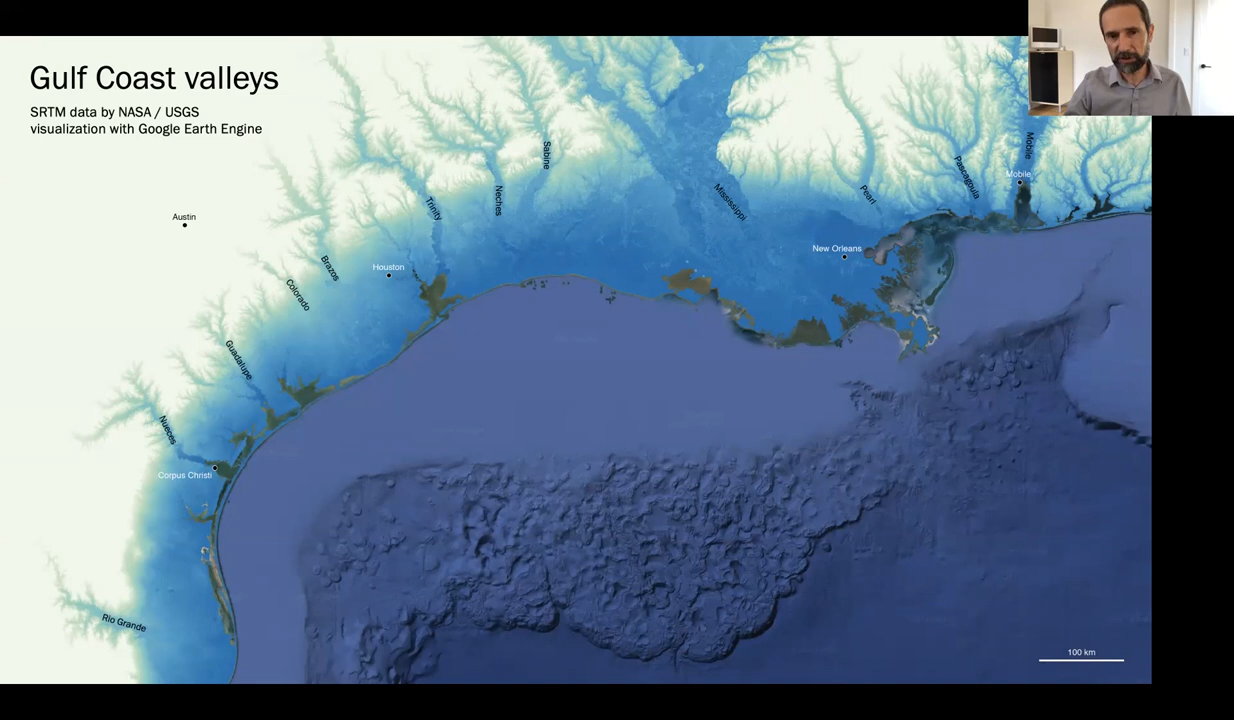 Gulf Coast valleys
SRTM data by NASA / USGS
visualization with Google Earth Engine
Sabine
Mobile
Mobile
Pascagoula
Neches
Trinity
Mississippi
Pearl
Austin
New Orleans
Brazos
Houston
Colorado
Guadalupe
Nueces
Corpus Christi
Rio Grande
100 km